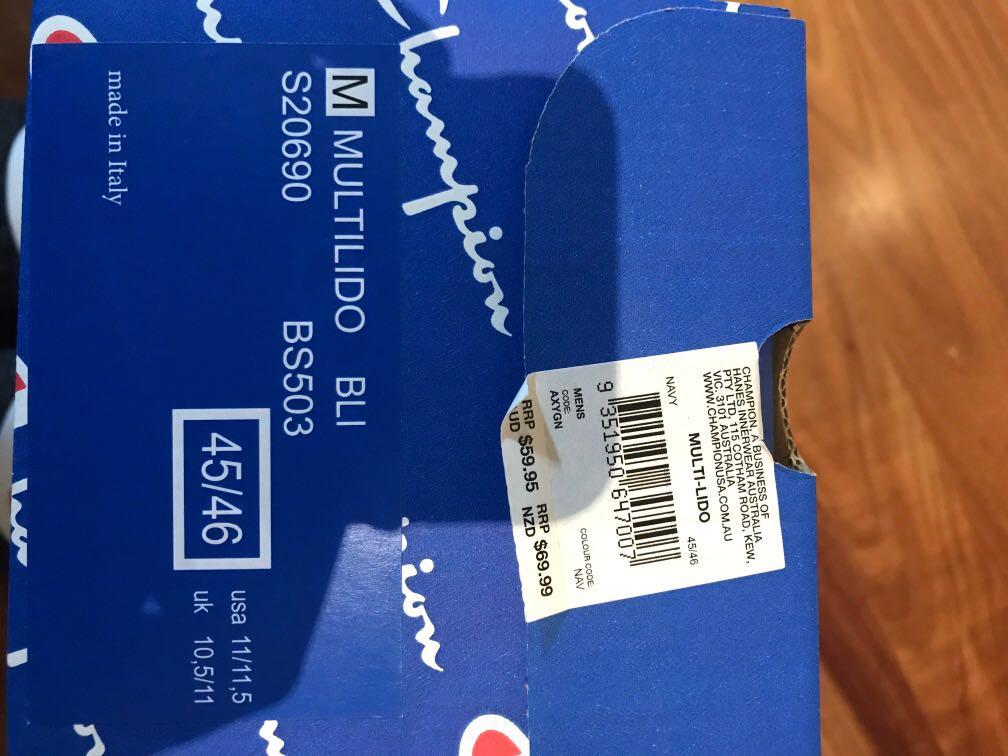 Champion
M MULTILIDO BLI
S20690 BS503
45/46
usa 11/11,5
uk 10,5/11
made in Italy
CHAMPION, A BUSINESS OF
HANES INNERWEAR AUSTRALIA
PTY LTD, 115 COTHAM ROAD, KEW,
VIC. 3101 AUSTRALIA
WWW.CHAMPIONUSA.COM.AU
MULTI-LIDO
NAVY 45/46
9 351950 647007
MENS COLOUR CODE:
CODE: NAV
AXYGN
RRP $59.95 RRP $69.99
UD NZD
ion